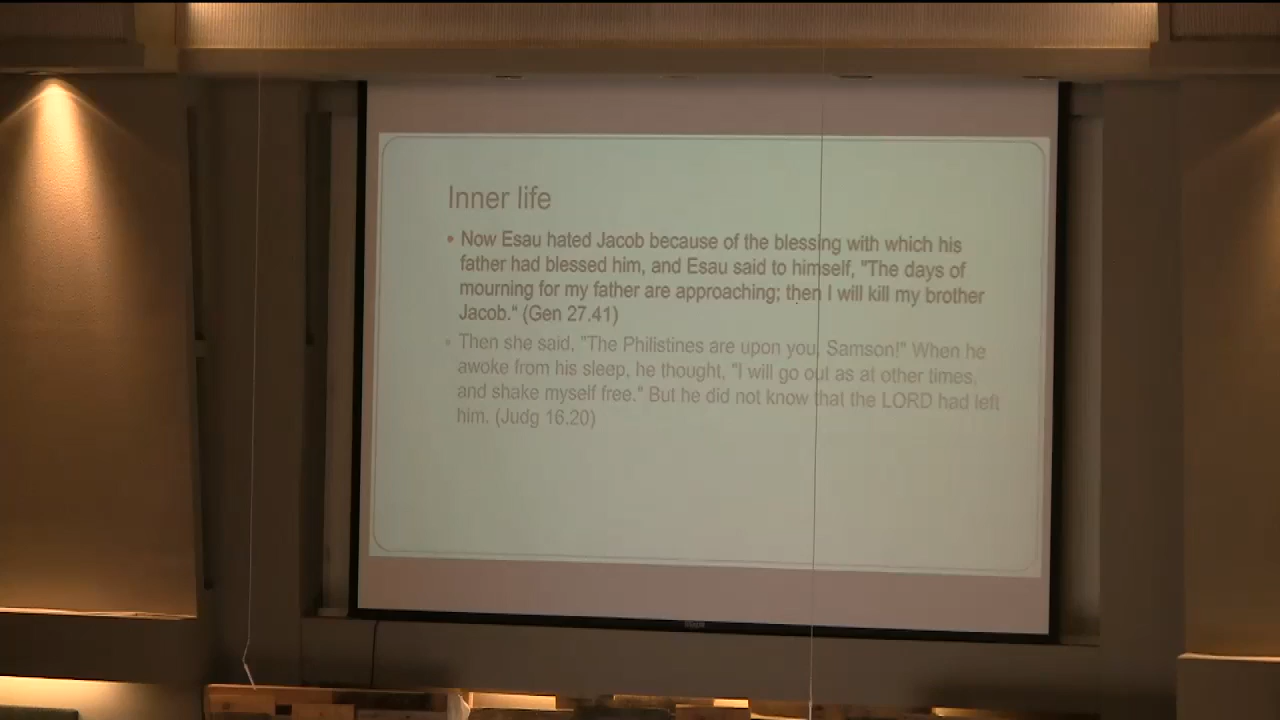 Inner life
• Now Esau hated Jacob because of the blessing with which his
father had blessed him, and Esau said to himself, "The days of
mourning for my father are approaching; then I will kill my brother
Jacob." (Gen 27.41)
• Then she said, "The Philistines are upon you, Samson!" When he
awoke from his sleep, he thought, "I will go out as at other times,
and shake myself free." But he did not know that the LORD had left
him. (Judg 16.20)